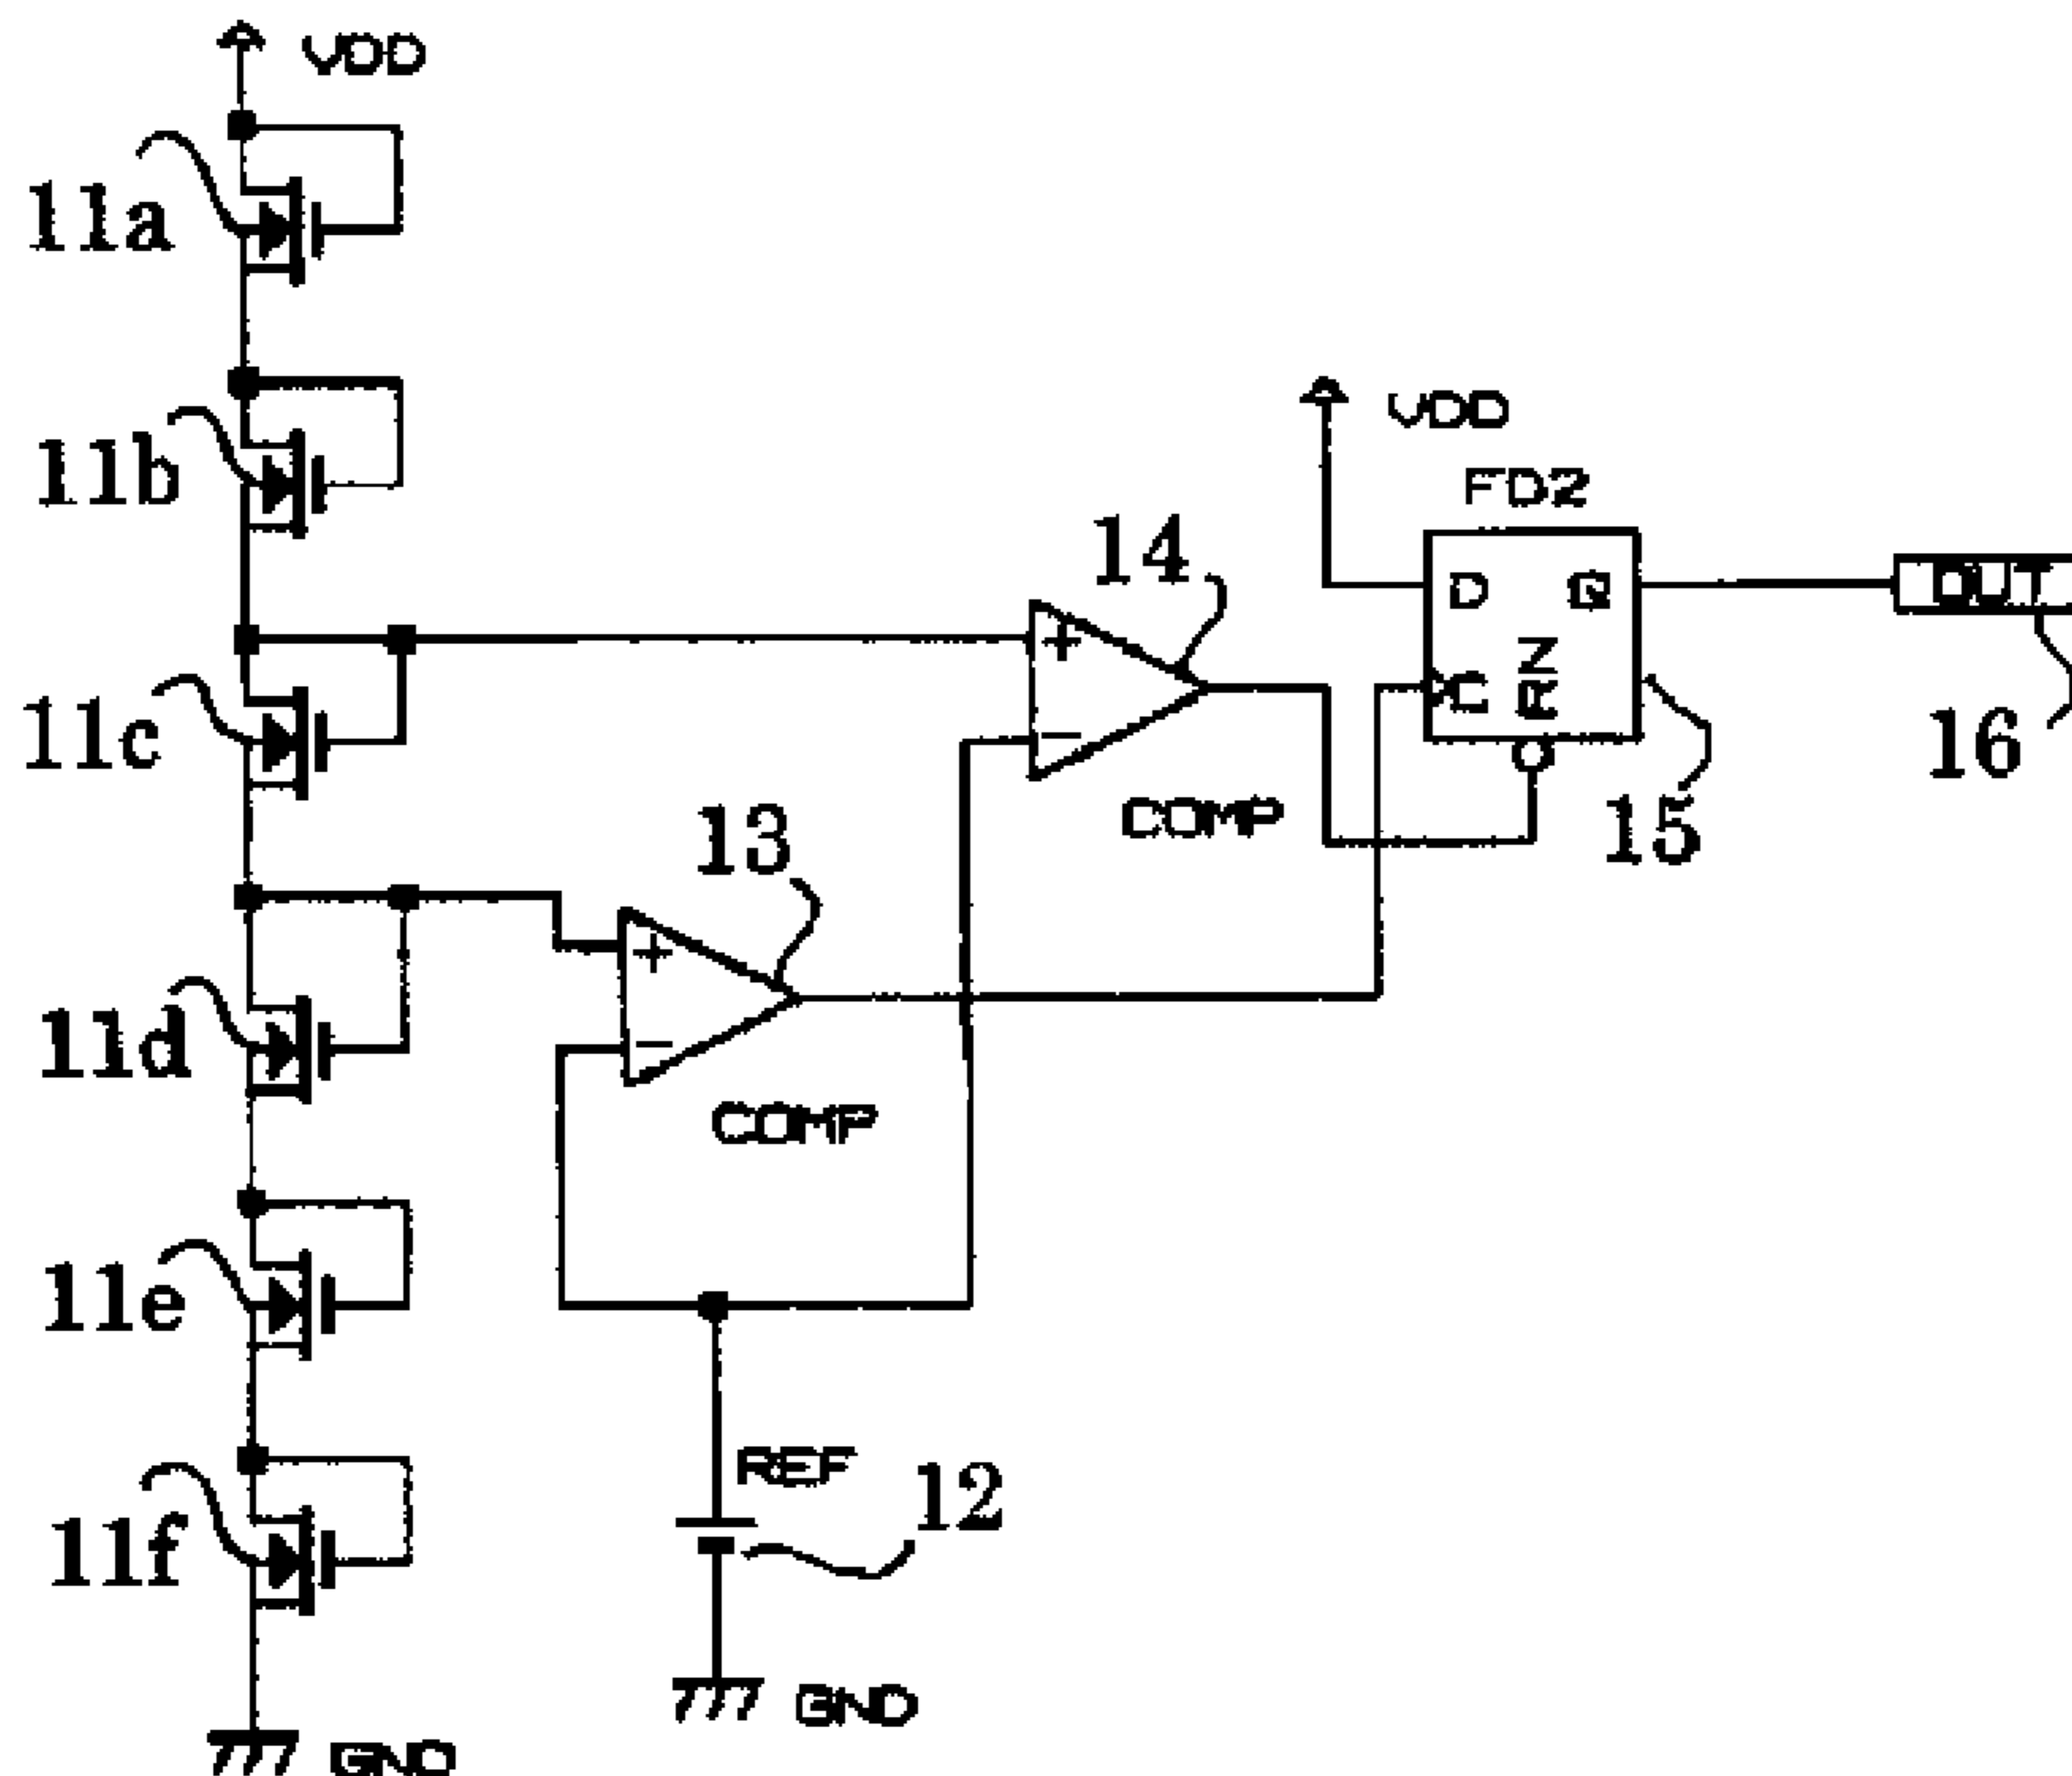 VDD
11a
11b
VDD
FD2
14
D Q
OUT
+
C N
R
11c
−
16
COMP
15
13
+
11d
−
COMP
11e
REF
12
11f
GND
GND